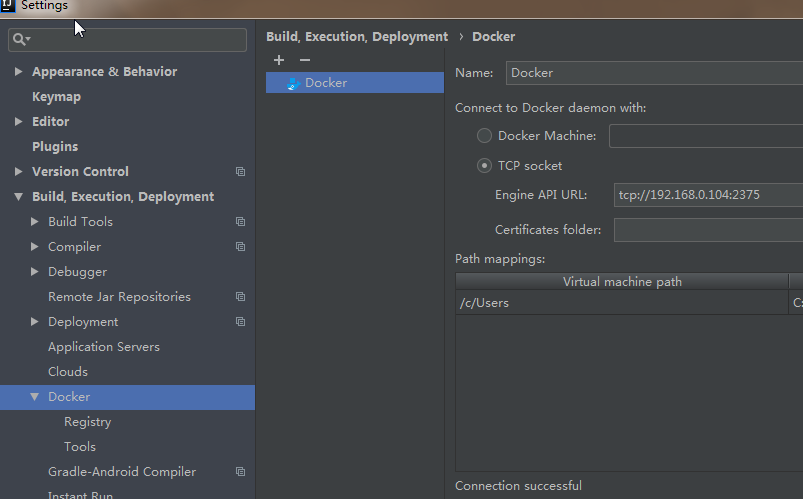 IJ Settings
Appearance & Behavior
Keymap
Editor
Plugins
Version Control
Build, Execution, Deployment
Build Tools
Compiler
Debugger
Remote Jar Repositories
Deployment
Application Servers
Clouds
Docker
Registry
Tools
Gradle-Android Compiler
Instant Run
Build, Execution, Deployment › Docker
+ −
Docker
Name: Docker
Connect to Docker daemon with:
Docker Machine:
TCP socket
Engine API URL: tcp://192.168.0.104:2375
Certificates folder:
Path mappings:
Virtual machine path
/c/Users C:
Connection successful